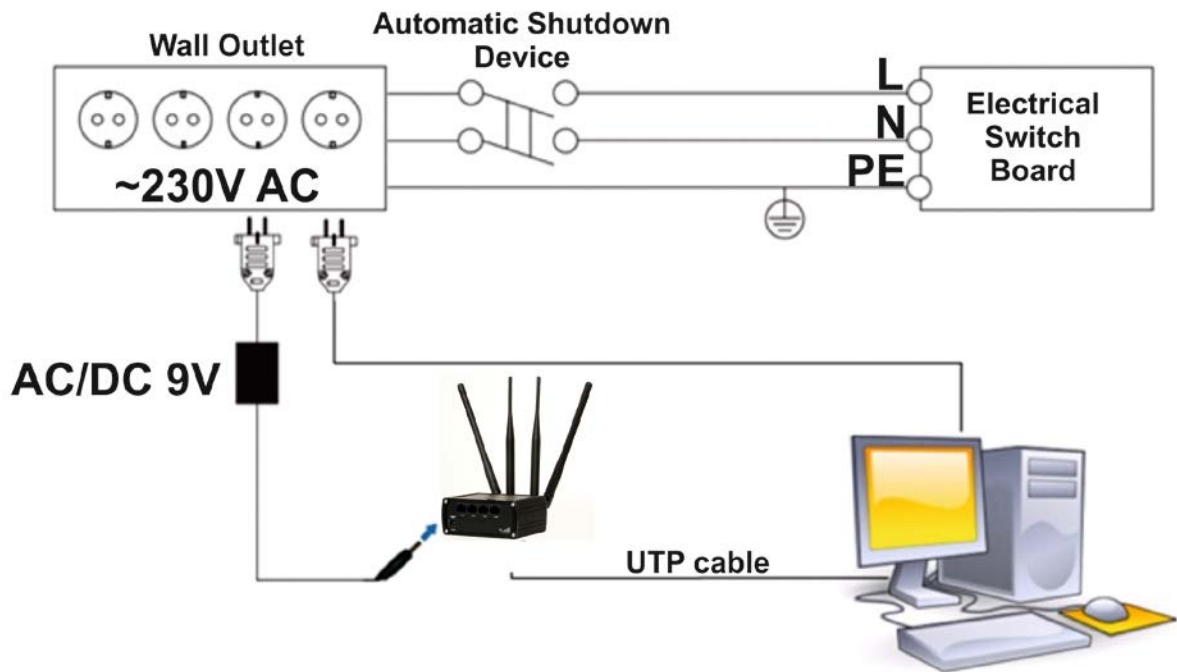 Wall Outlet
Automatic Shutdown
Device
L
N
PE
Electrical
Switch
Board
~230V AC
AC/DC 9V
UTP cable